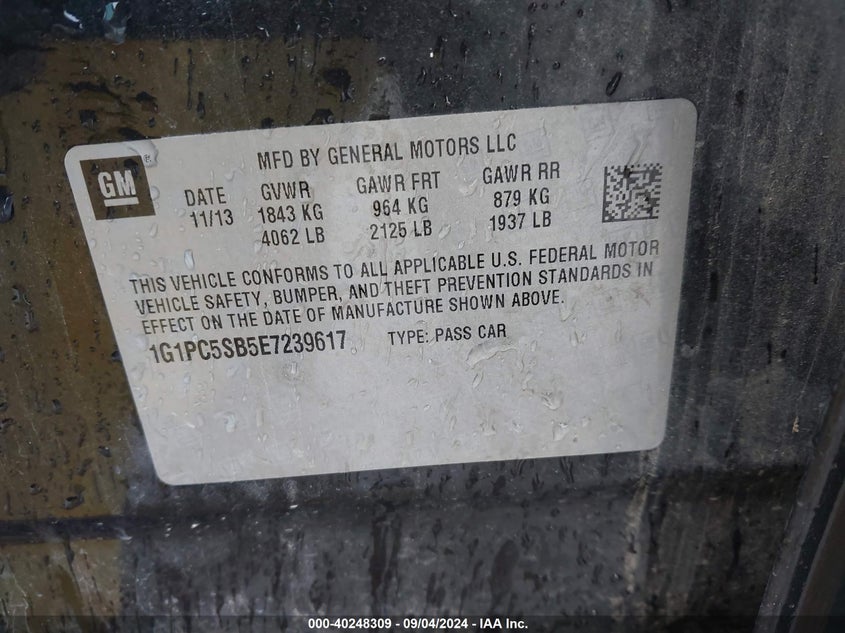 GM ®
MFD BY GENERAL MOTORS LLC
DATE GVWR GAWR FRT GAWR RR
11/13 1843 KG 964 KG 879 KG
4062 LB 2125 LB 1937 LB
THIS VEHICLE CONFORMS TO ALL APPLICABLE U.S. FEDERAL MOTOR
VEHICLE SAFETY, BUMPER, AND THEFT PREVENTION STANDARDS IN
EFFECT ON THE DATE OF MANUFACTURE SHOWN ABOVE.
1G1PC5SB5E7239617 TYPE: PASS CAR
000-40248309 - 09/04/2024 - IAA Inc.